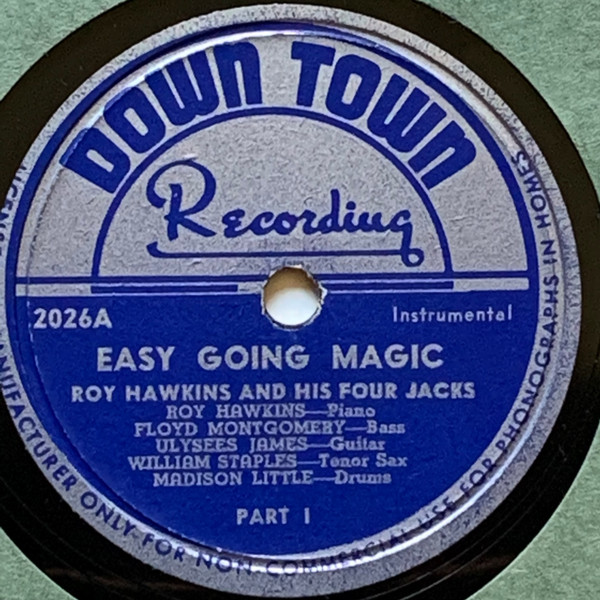 DOWN TOWN
Recording
2026A
Instrumental
EASY GOING MAGIC
ROY HAWKINS AND HIS FOUR JACKS
ROY HAWKINS—Piano
FLOYD MONTGOMERY—Bass
ULYSEES JAMES—Guitar
WILLIAM STAPLES—Tenor Sax
MADISON LITTLE—Drums
PART 1
MANUFACTURER ONLY FOR NON-COMMERCIAL USE FOR PHONOGRAPHS IN HOMES